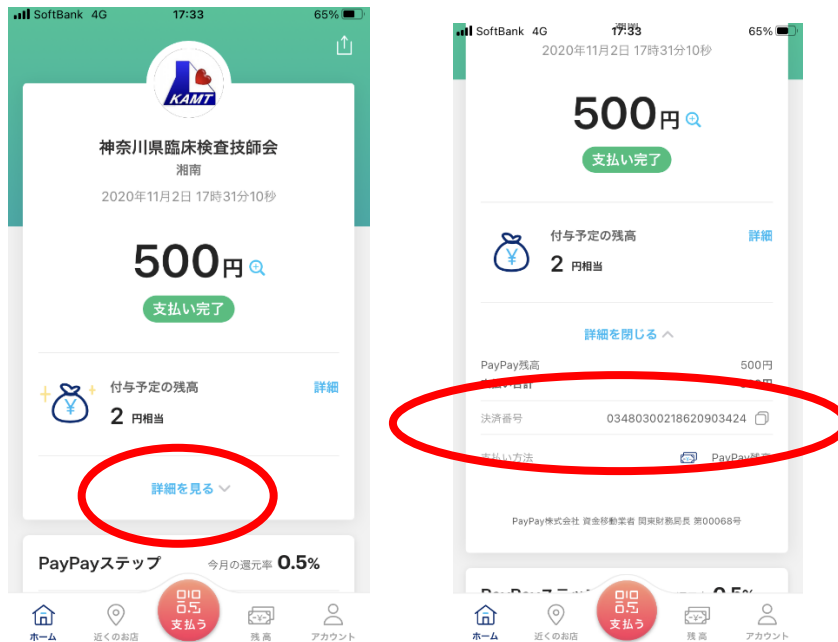 SoftBank 4G 17:33 65%
KAMT
神奈川県臨床検査技師会
湘南
2020年11月2日 17時31分10秒
500円
支払い完了
付与予定の残高 詳細
2 円相当
詳細を見る
PayPayステップ 今月の還元率 0.5%
ホーム 近くのお店 支払う 残高 アカウント
SoftBank 4G 17:33 65%
2020年11月2日 17時31分10秒
500円
支払い完了
付与予定の残高 詳細
2 円相当
詳細を閉じる
PayPay残高 500円
決済番号 03480300218620903424
支払い方法 PayPay残高
PayPay株式会社 資金移動業者 関東財務局長 第00068号
ホーム 近くのお店 支払う 残高 アカウント